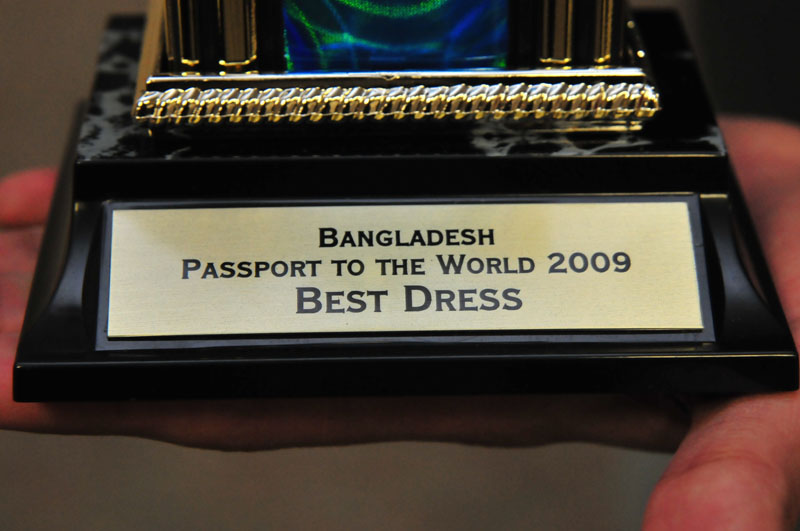 Bangladesh
Passport to the World 2009
Best Dress